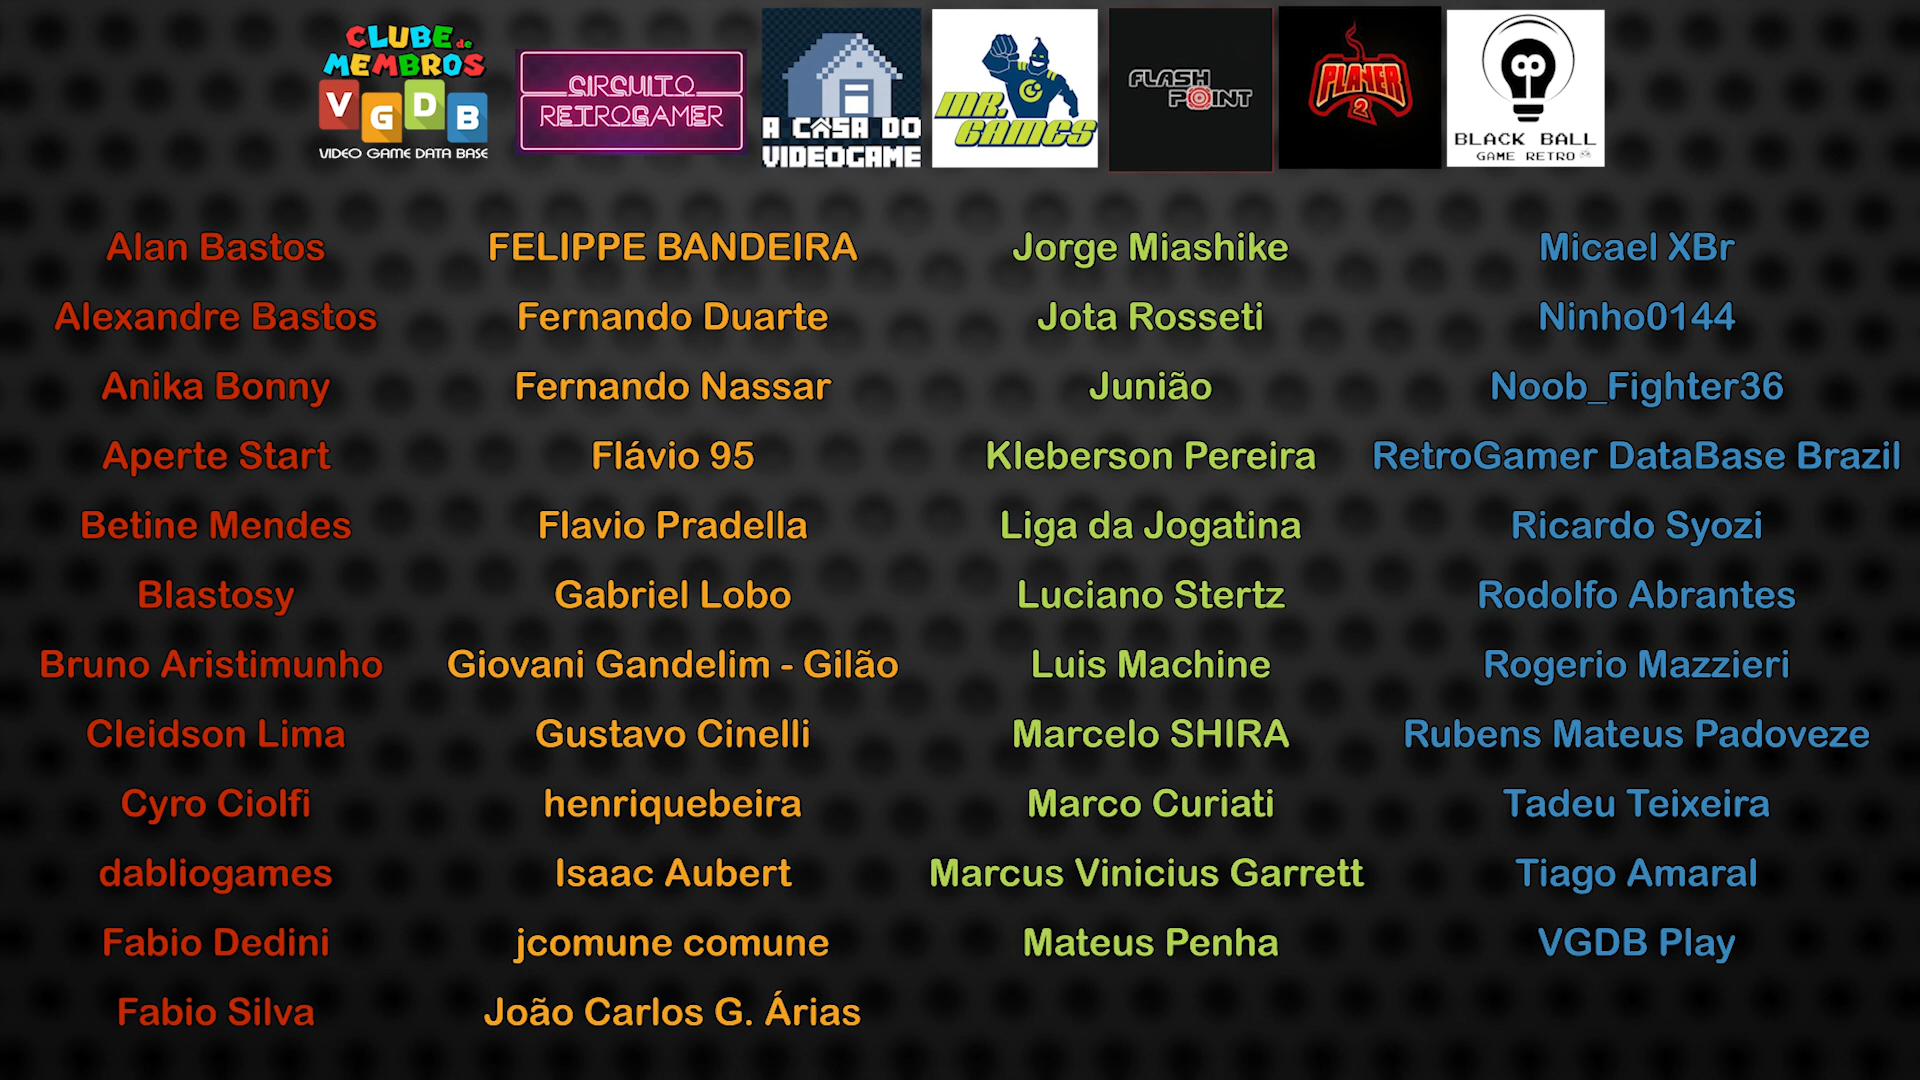 CLUBE de
MEMBROS
VGDB
VIDEO GAME DATA BASE
CIRCUITO
RETROGAMER
A CASA DO
VIDEOGAME
MR.
GAMES
FLASH
POINT
PLAYER
2
BLACK BALL
GAME RETRO
Alan Bastos
Alexandre Bastos
Anika Bonny
Aperte Start
Betine Mendes
Blastosy
Bruno Aristimunho
Cleidson Lima
Cyro Ciolfi
dabliogames
Fabio Dedini
Fabio Silva
FELIPPE BANDEIRA
Fernando Duarte
Fernando Nassar
Flávio 95
Flavio Pradella
Gabriel Lobo
Giovani Gandelim - Gilão
Gustavo Cinelli
henriquebeira
Isaac Aubert
jcomune comune
João Carlos G. Árias
Jorge Miashike
Jota Rosseti
Junião
Kleberson Pereira
Liga da Jogatina
Luciano Stertz
Luis Machine
Marcelo SHIRA
Marco Curiati
Marcus Vinicius Garrett
Mateus Penha
Micael XBr
Ninho0144
Noob_Fighter36
RetroGamer DataBase Brazil
Ricardo Syozi
Rodolfo Abrantes
Rogerio Mazzieri
Rubens Mateus Padoveze
Tadeu Teixeira
Tiago Amaral
VGDB Play